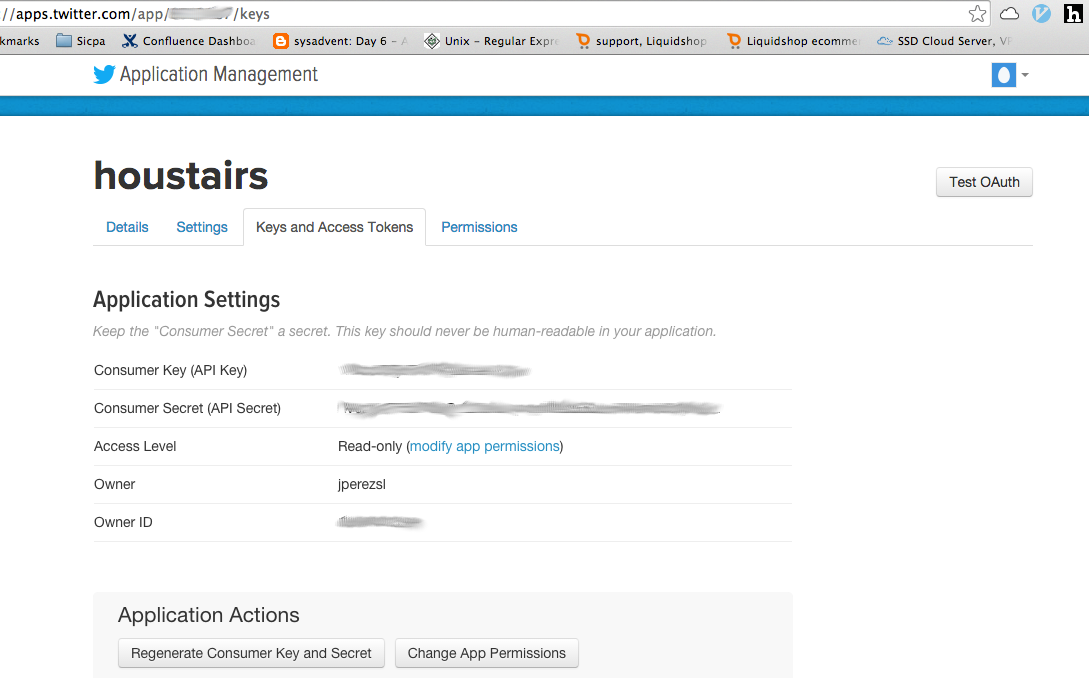 //apps.twitter.com/app/ /keys
kmarks Sicpa Confluence Dashboa sysadvent: Day 6 – A Unix – Regular Expre support, Liquidshop Liquidshop ecomme SSD Cloud Server, VP
Application Management
houstairs
Test OAuth
Details Settings Keys and Access Tokens Permissions
Application Settings
Keep the "Consumer Secret" a secret. This key should never be human-readable in your application.
Consumer Key (API Key)
Consumer Secret (API Secret)
Access Level Read-only (modify app permissions)
Owner jperezsl
Owner ID
Application Actions
Regenerate Consumer Key and Secret Change App Permissions